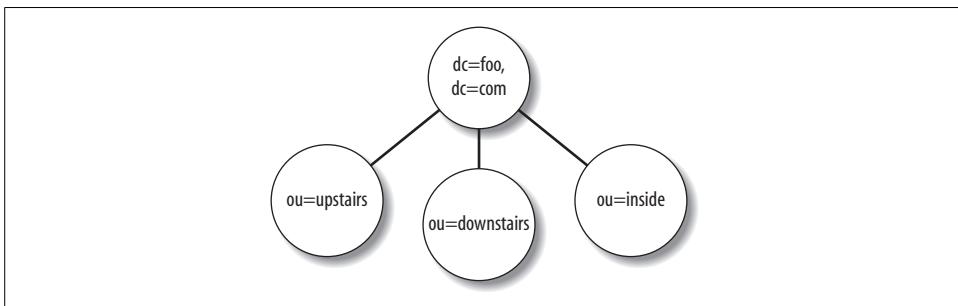 dc=foo,
dc=com
ou=upstairs
ou=downstairs
ou=inside